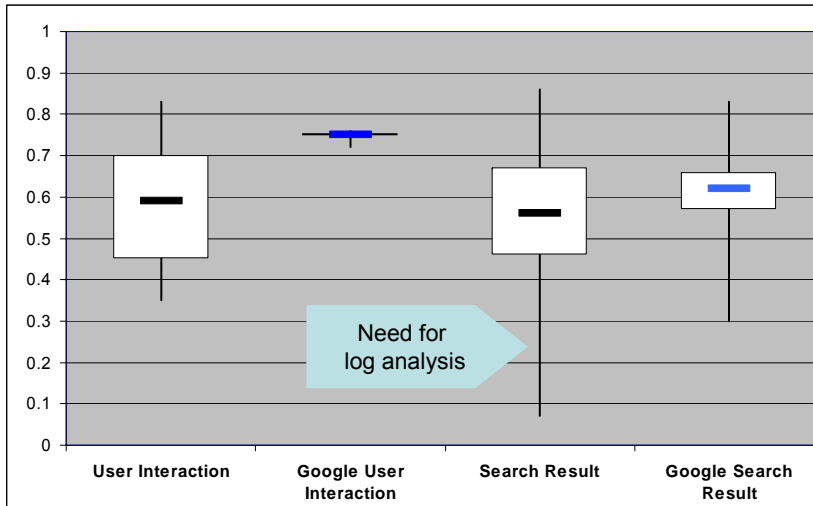 1
0.9
0.8
0.7
0.6
0.5
0.4
0.3
0.2
0.1
0
Need for
log analysis
User Interaction
Google User
Interaction
Search Result
Google Search
Result